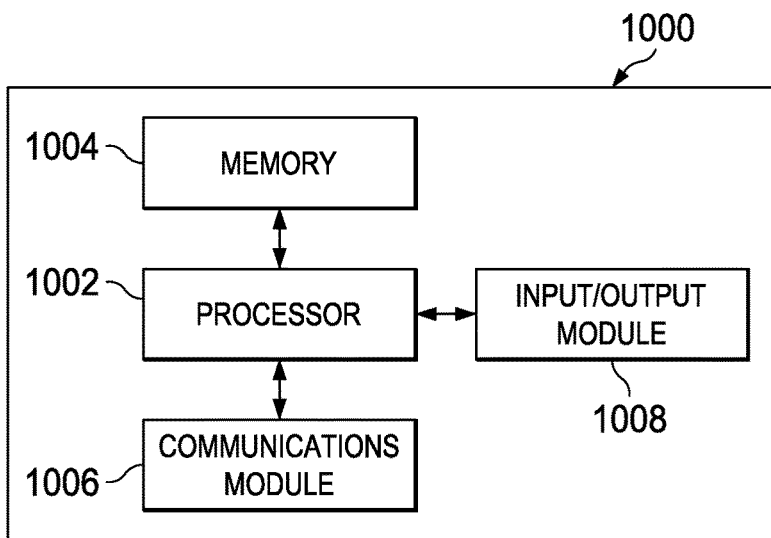 1000
1004
MEMORY
1002
PROCESSOR
INPUT/OUTPUT
MODULE
1008
COMMUNICATIONS
MODULE
1006